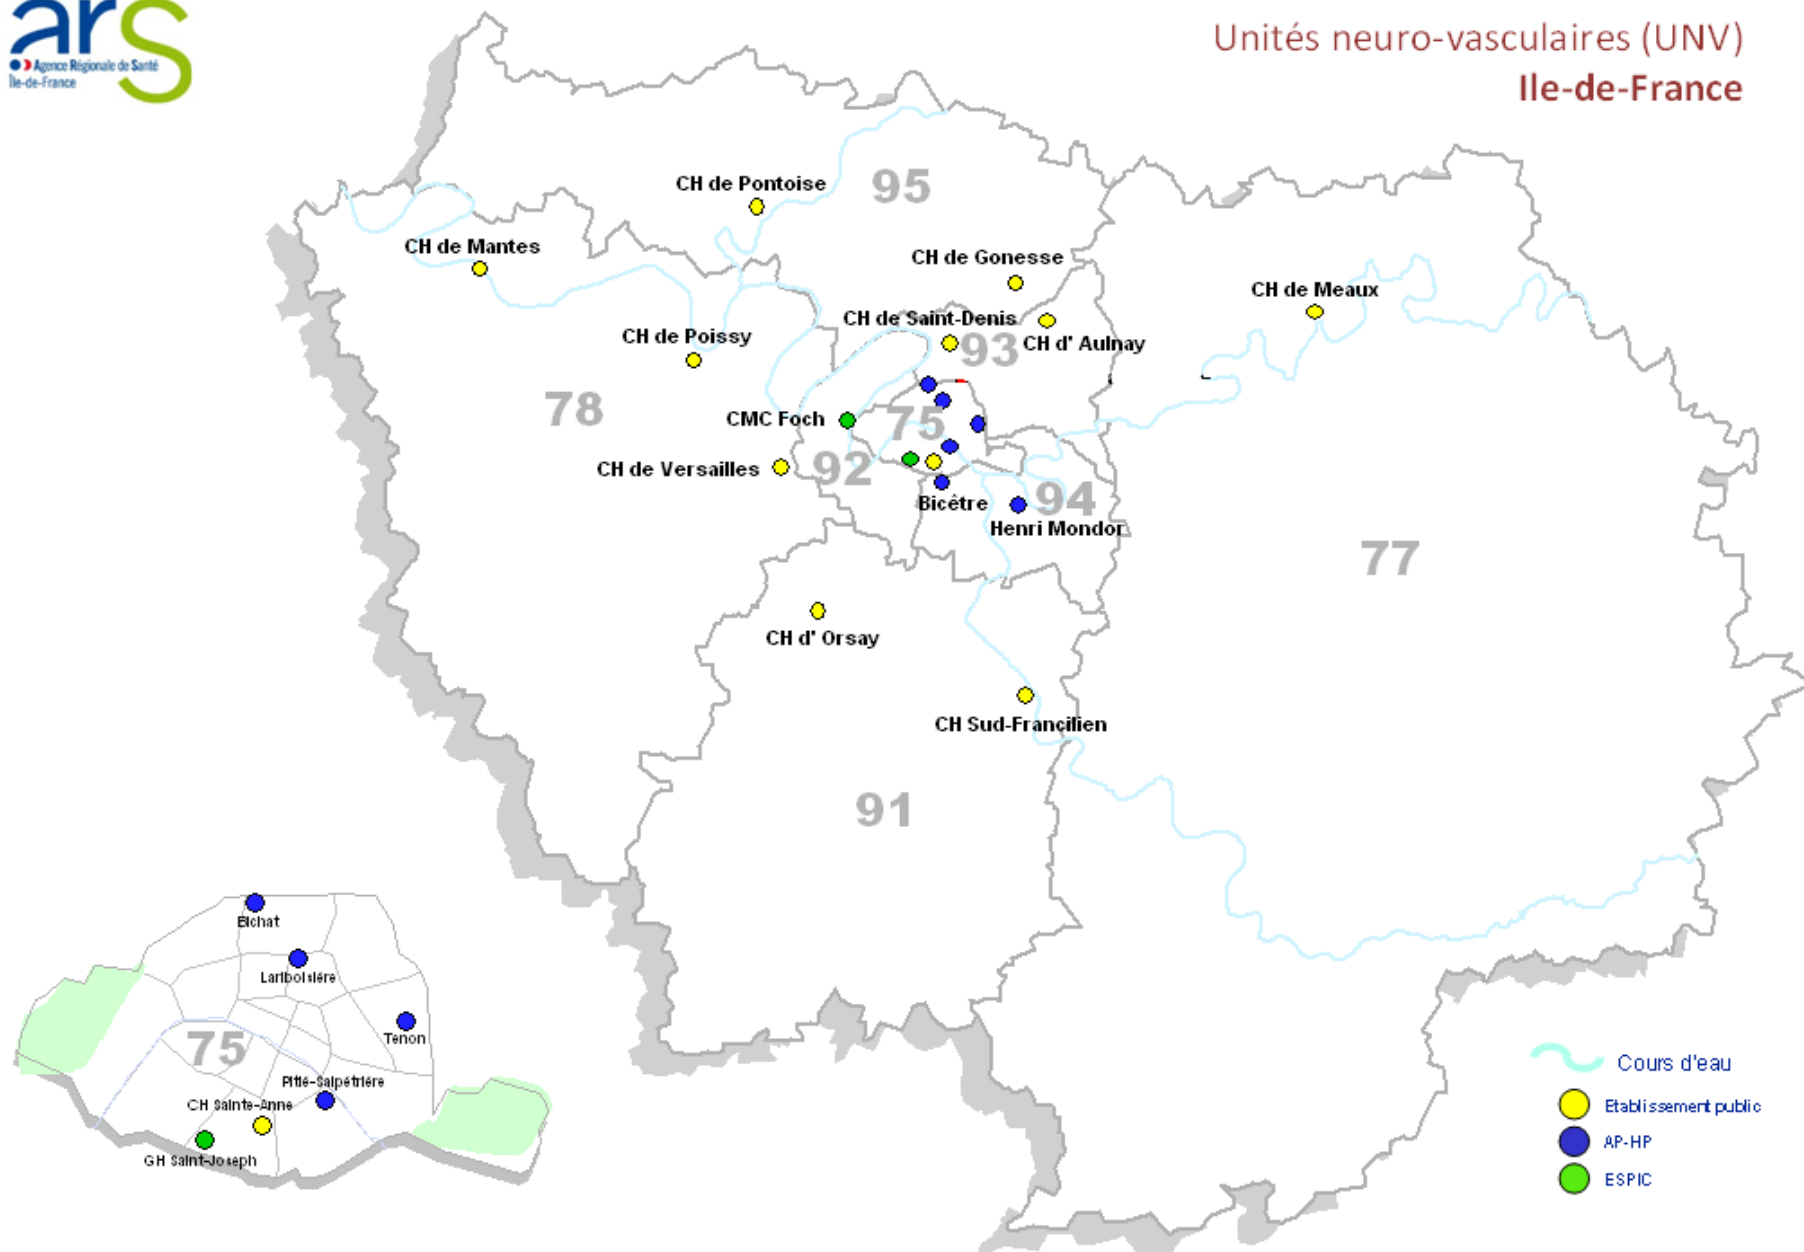 ars
Agence Régionale de Santé
Île-de-France
Unités neuro-vasculaires (UNV)
Ile-de-France
CH de Pontoise
95
CH de Mantes
CH de Gonesse
CH de Meaux
CH de Saint-Denis
CH de Poissy
93
CH d' Aulnay
78
CMC Foch
75
CH de Versailles
92
94
Bicêtre
Henri Mondor
77
CH d' Orsay
CH Sud-Francilien
91
Bichat
Lariboisière
Tenon
75
Pitié-Salpétrière
CH Sainte-Anne
GH Saint-Joseph
Cours d'eau
Etablissement public
AP-HP
ESPIC